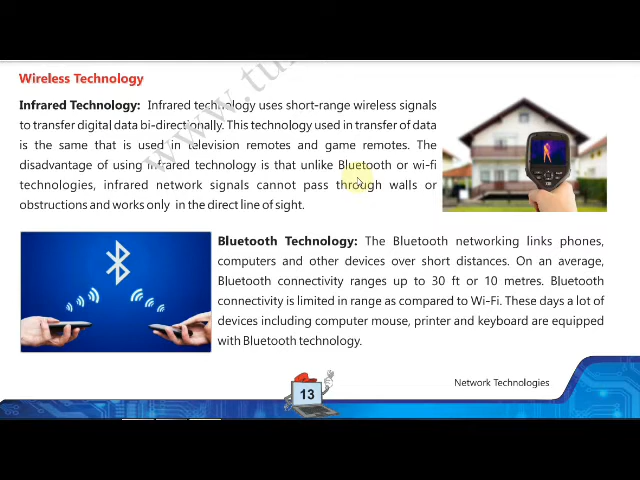 Wireless Technology
Infrared Technology: Infrared technology uses short-range wireless signals
to transfer digital data bi-directionally. This technology used in transfer of data
is the same that is used in television remotes and game remotes. The
disadvantage of using infrared technology is that unlike Bluetooth or wi-fi
technologies, infrared network signals cannot pass through walls or
obstructions and works only in the direct line of sight.
Bluetooth Technology: The Bluetooth networking links phones,
computers and other devices over short distances. On an average,
Bluetooth connectivity ranges up to 30 ft or 10 metres. Bluetooth
connectivity is limited in range as compared to Wi-Fi. These days a lot of
devices including computer mouse, printer and keyboard are equipped
with Bluetooth technology.
Network Technologies
13